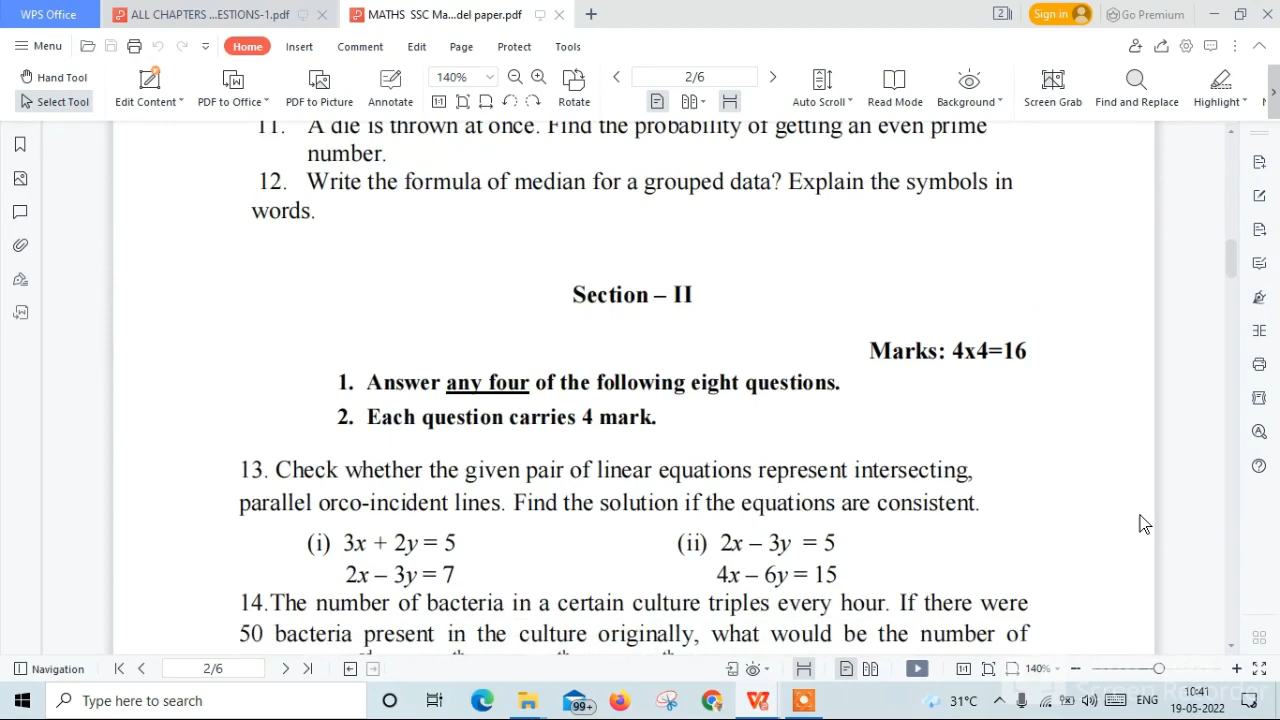 WPS Office
ALL CHAPTERS ...ESTIONS-1.pdf
MATHS SSC Ma...del paper.pdf
Sign in
Go Premium
Menu
Home
Insert
Comment
Edit
Page
Protect
Tools
Hand Tool
Select Tool
Edit Content
PDF to Office
PDF to Picture
Annotate
140%
Rotate
2/6
Auto Scroll
Read Mode
Background
Screen Grab
Find and Replace
Highlight
11. A die is thrown at once. Find the probability of getting an even prime
number.
12. Write the formula of median for a grouped data? Explain the symbols in
words.
Section – II
Marks: 4x4=16
1. Answer any four of the following eight questions.
2. Each question carries 4 mark.
13. Check whether the given pair of linear equations represent intersecting,
parallel orco-incident lines. Find the solution if the equations are consistent.
(i) 3x + 2y = 5 (ii) 2x – 3y = 5
2x – 3y = 7 4x – 6y = 15
14.The number of bacteria in a certain culture triples every hour. If there were
50 bacteria present in the culture originally, what would be the number of
Navigation
2/6
140%
Type here to search
99+
31°C
ENG
10:41
19-05-2022